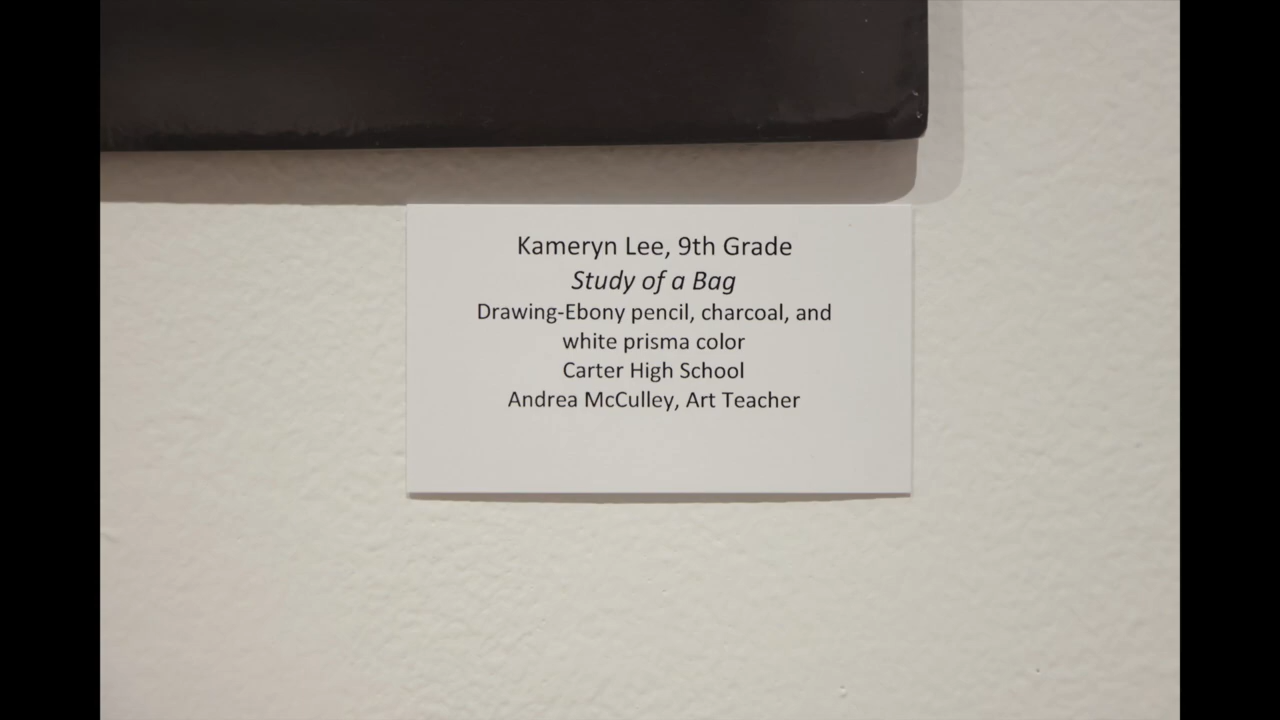 Kameryn Lee, 9th Grade
Study of a Bag
Drawing-Ebony pencil, charcoal, and
white prisma color
Carter High School
Andrea McCulley, Art Teacher